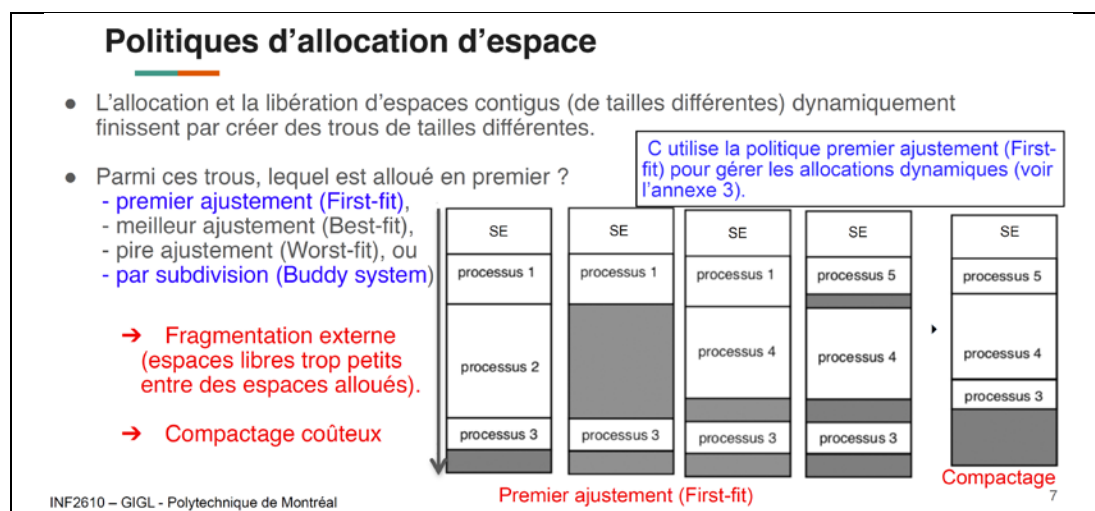 Politiques d'allocation d'espace
● L'allocation et la libération d'espaces contigus (de tailles différentes) dynamiquement
finissent par créer des trous de tailles différentes.
C utilise la politique premier ajustement (First-
fit) pour gérer les allocations dynamiques (voir
l'annexe 3).
● Parmi ces trous, lequel est alloué en premier ?
- premier ajustement (First-fit),
- meilleur ajustement (Best-fit),
- pire ajustement (Worst-fit), ou
- par subdivision (Buddy system)
➔ Fragmentation externe
(espaces libres trop petits
entre des espaces alloués).
➔ Compactage coûteux
SE
processus 1
processus 2
processus 3
SE
processus 1
processus 3
SE
processus 1
processus 4
processus 3
SE
processus 5
processus 4
processus 3
SE
processus 5
processus 4
processus 3
Premier ajustement (First-fit)
Compactage
INF2610 – GIGL - Polytechnique de Montréal
7